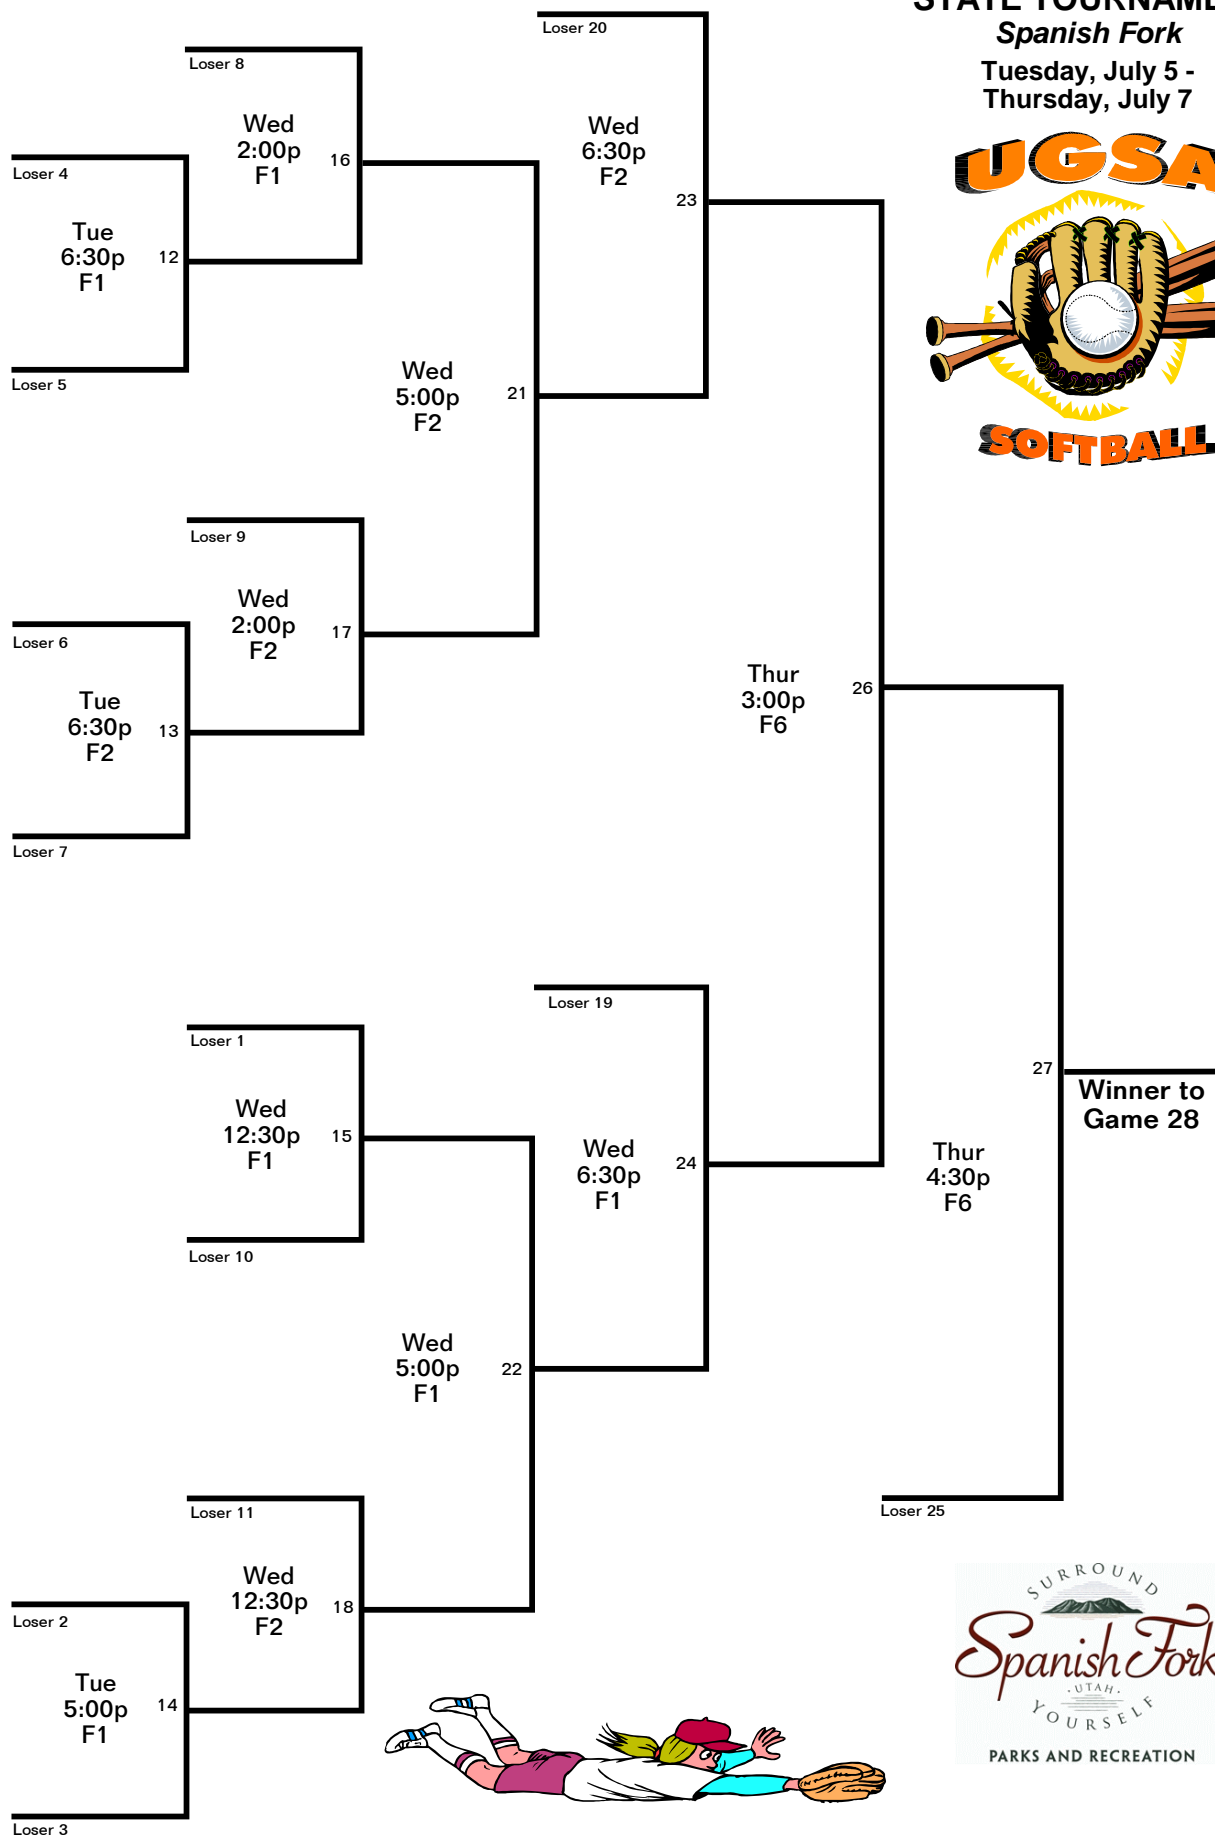 STATE TOURNAME
Spanish Fork
Tuesday, July 5 -
Thursday, July 7
UGSA
SOFTBALL
Loser 20
Loser 8
Wed
2:00p
F1
16
Wed
6:30p
F2
23
Loser 4
Tue
6:30p
F1
12
Loser 5
Wed
5:00p
F2
21
Loser 9
Wed
2:00p
F2
17
Loser 6
Tue
6:30p
F2
13
Loser 7
Thur
3:00p
F6
26
Loser 19
Loser 1
Wed
12:30p
F1
15
Loser 10
Wed
6:30p
F1
24
27
Winner to
Game 28
Thur
4:30p
F6
Wed
5:00p
F1
22
Loser 11
Wed
12:30p
F2
18
Loser 25
Loser 2
Tue
5:00p
F1
14
Loser 3
SURROUND
Spanish Fork
·UTAH·
YOURSELF
PARKS AND RECREATION